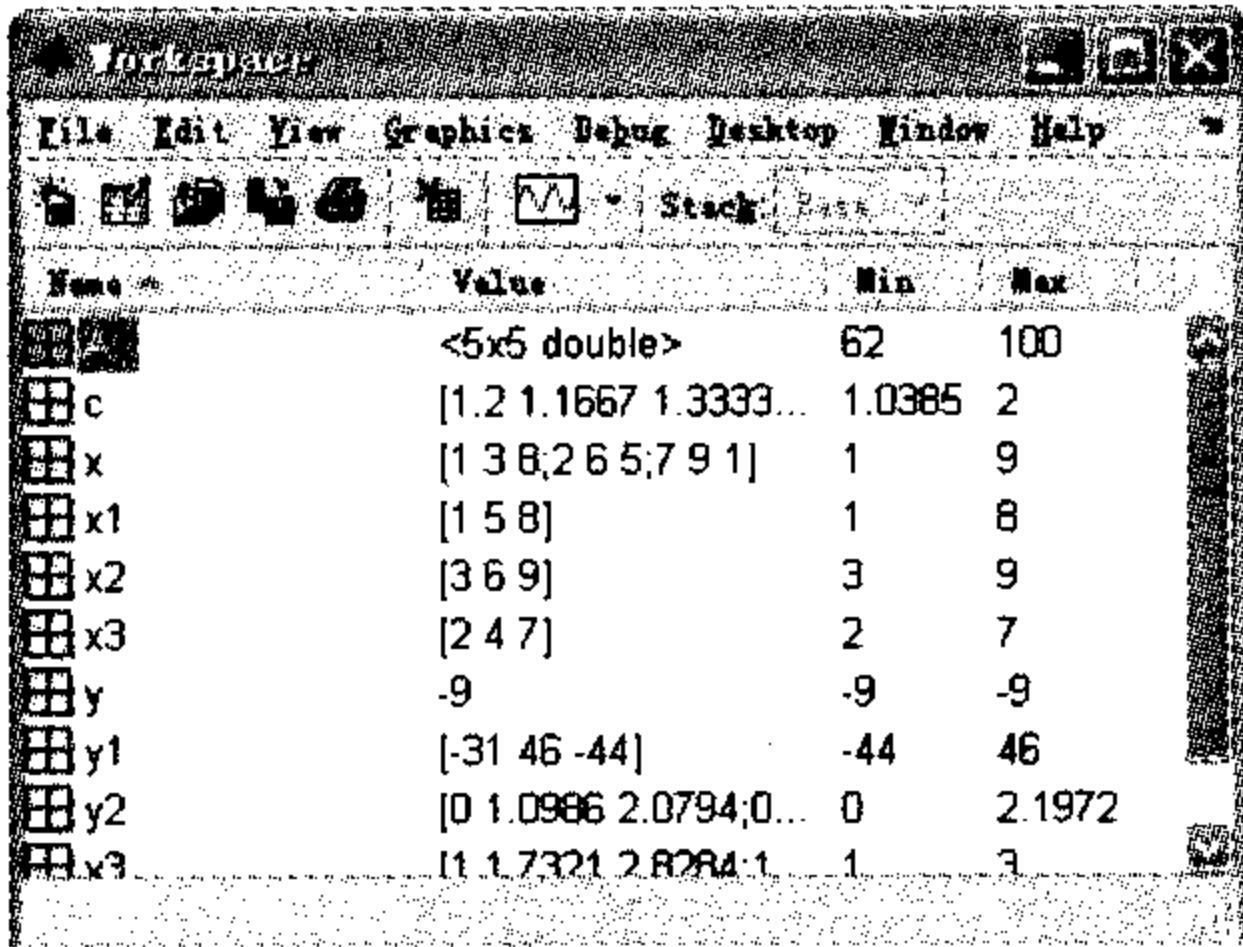 Workspace
File Edit View Graphics Debug Desktop Window Help
Stack: Base
Name Value Min Max
<5x5 double> 62 100
c [1.2 1.1667 1.3333... 1.0385 2
x [1 3 8;2 6 5;7 9 1] 1 9
x1 [1 5 8] 1 8
x2 [3 6 9] 3 9
x3 [2 4 7] 2 7
y -9 -9 -9
y1 [-31 46 -44] -44 46
y2 [0 1.0986 2.0794;0... 0 2.1972
[1 1.7321 2.8284;1 1 3